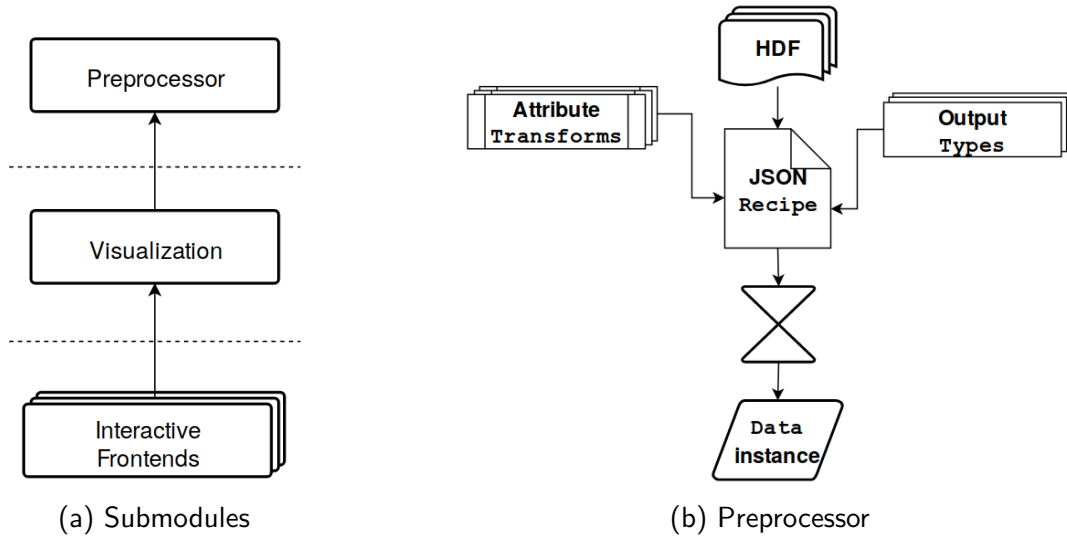 Preprocessor
Visualization
Interactive
Frontends
(a) Submodules
HDF
Attribute
Transforms
Output
Types
JSON
Recipe
Data
instance
(b) Preprocessor